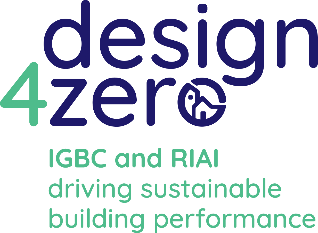 design
4zero
IGBC and RIAI
driving sustainable
building performance